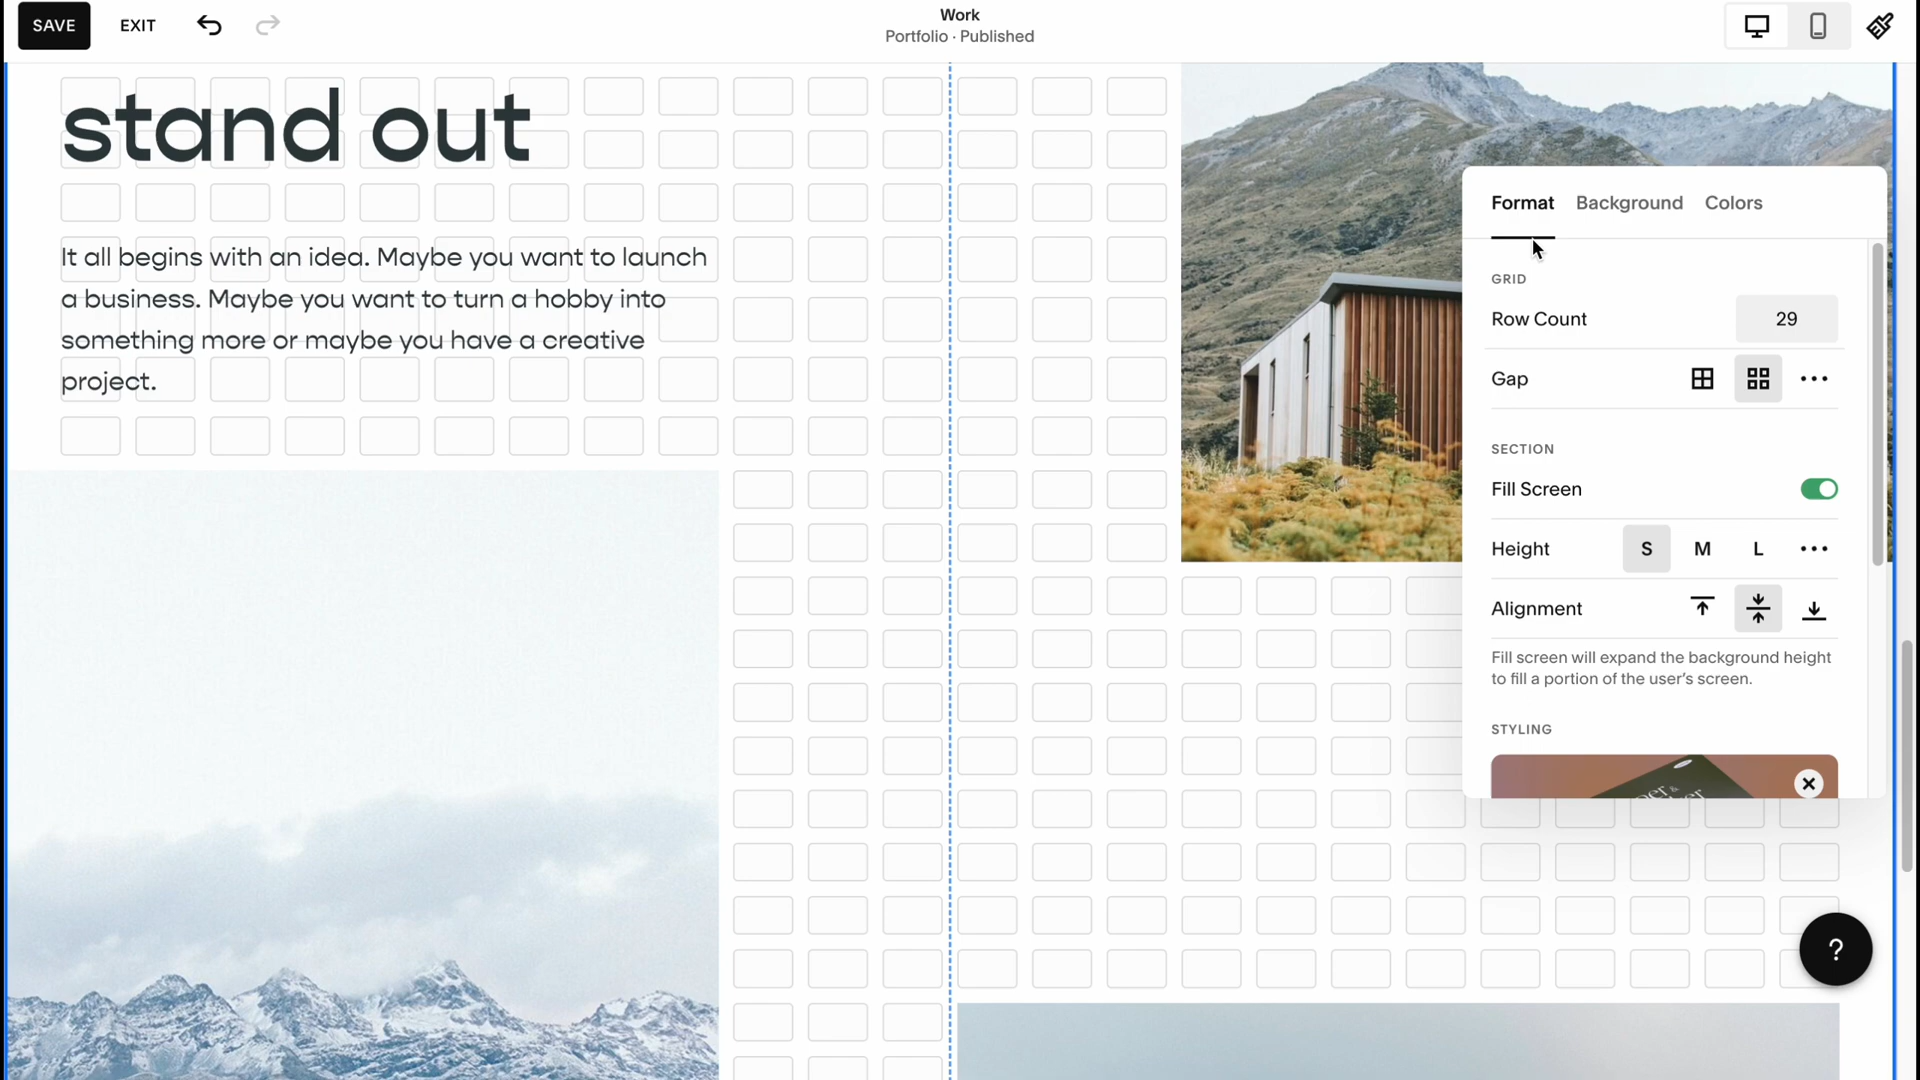 SAVE
EXIT
Work
Portfolio · Published
stand out
It all begins with an idea. Maybe you want to launch
a business. Maybe you want to turn a hobby into
something more or maybe you have a creative
project.
Format
Background
Colors
GRID
Row Count
29
Gap
SECTION
Fill Screen
Height
S
M
L
Alignment
Fill screen will expand the background height
to fill a portion of the user’s screen.
STYLING
?